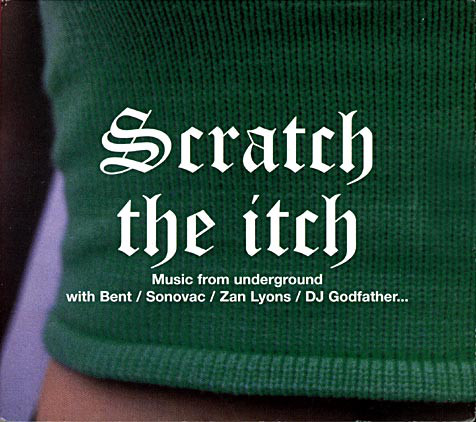 Scratch
the itch
Music from underground
with Bent / Sonovac / Zan Lyons / DJ Godfather...